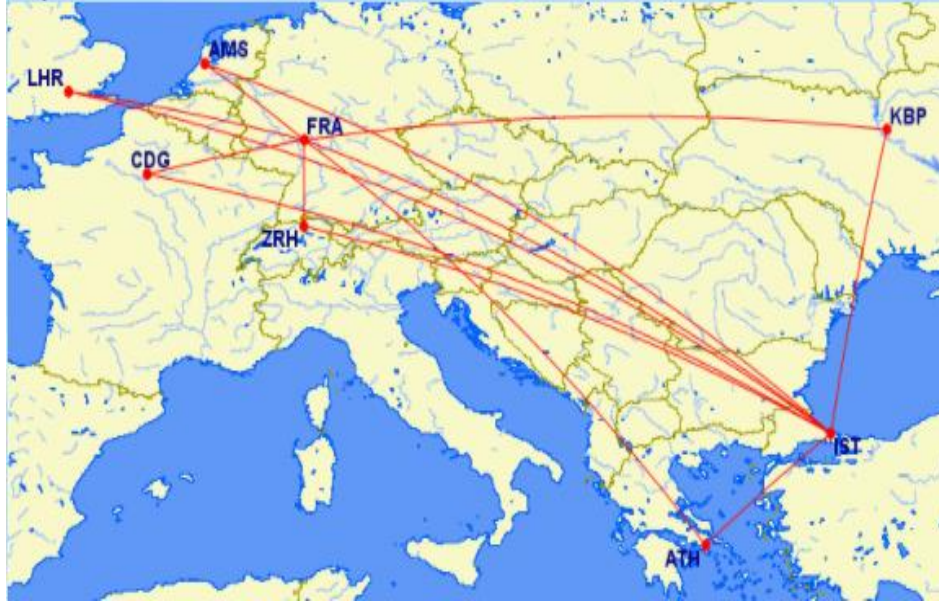 AMS
LHR
FRA
KBP
CDG
ZRH
IST
ATH